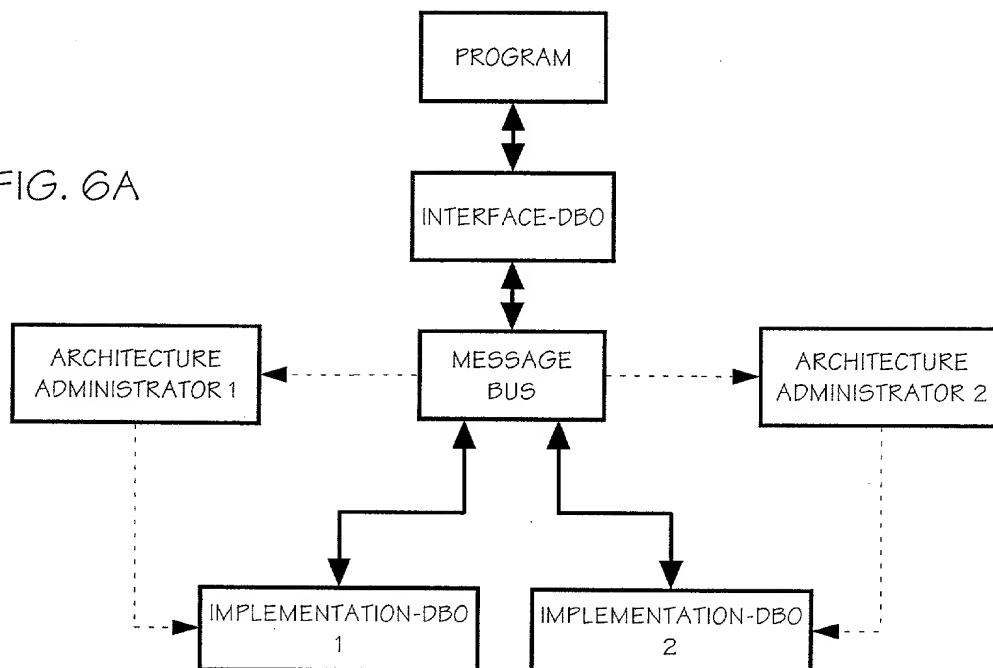 PROGRAM
FIG. 6A
INTERFACE-DBO
ARCHITECTURE
ADMINISTRATOR 1
MESSAGE
BUS
ARCHITECTURE
ADMINISTRATOR 2
IMPLEMENTATION-DBO
1
IMPLEMENTATION-DBO
2